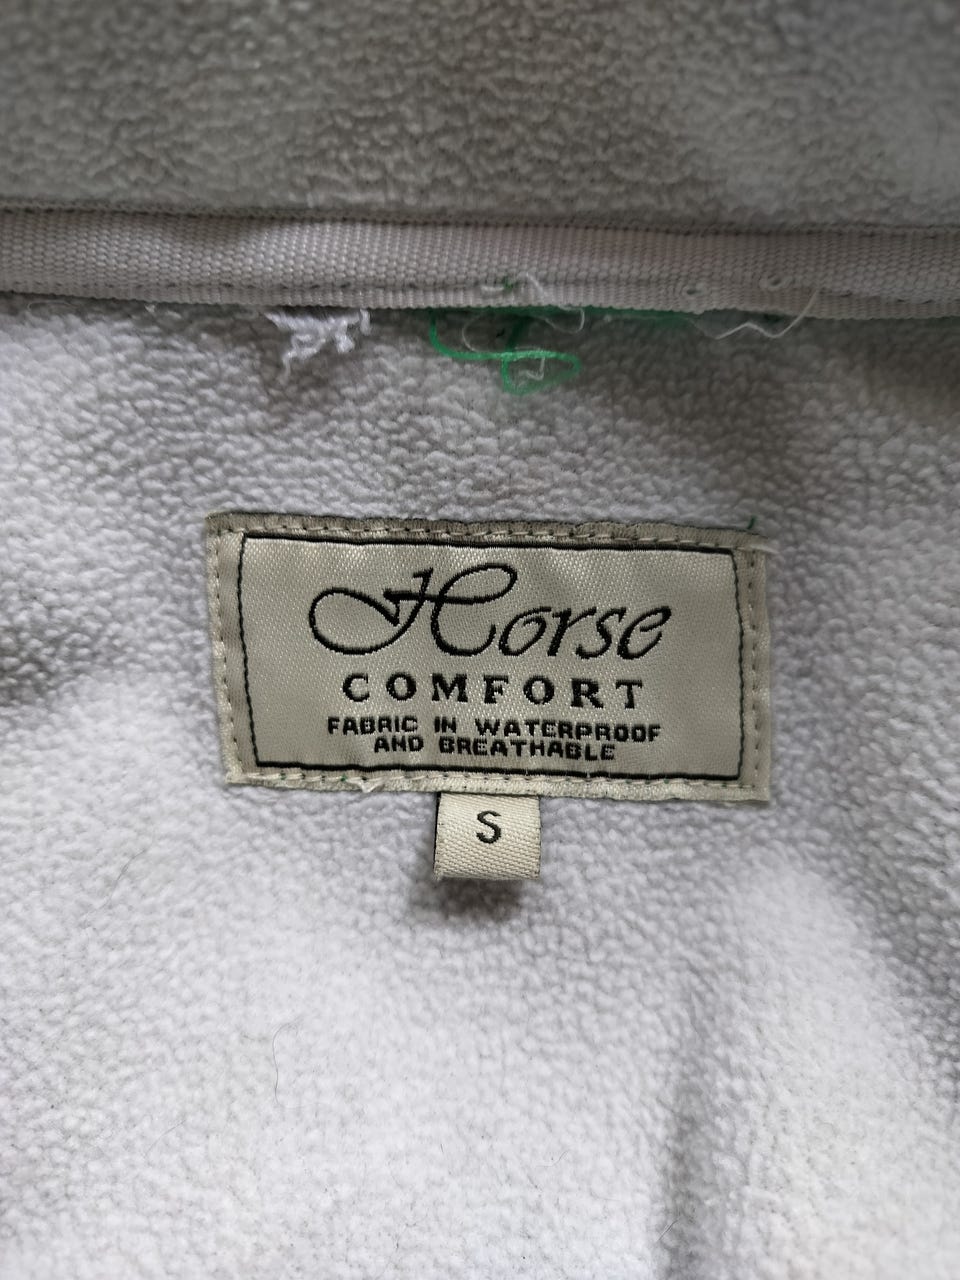 Horse
COMFORT
FABRIC IN WATERPROOF
AND BREATHABLE
S